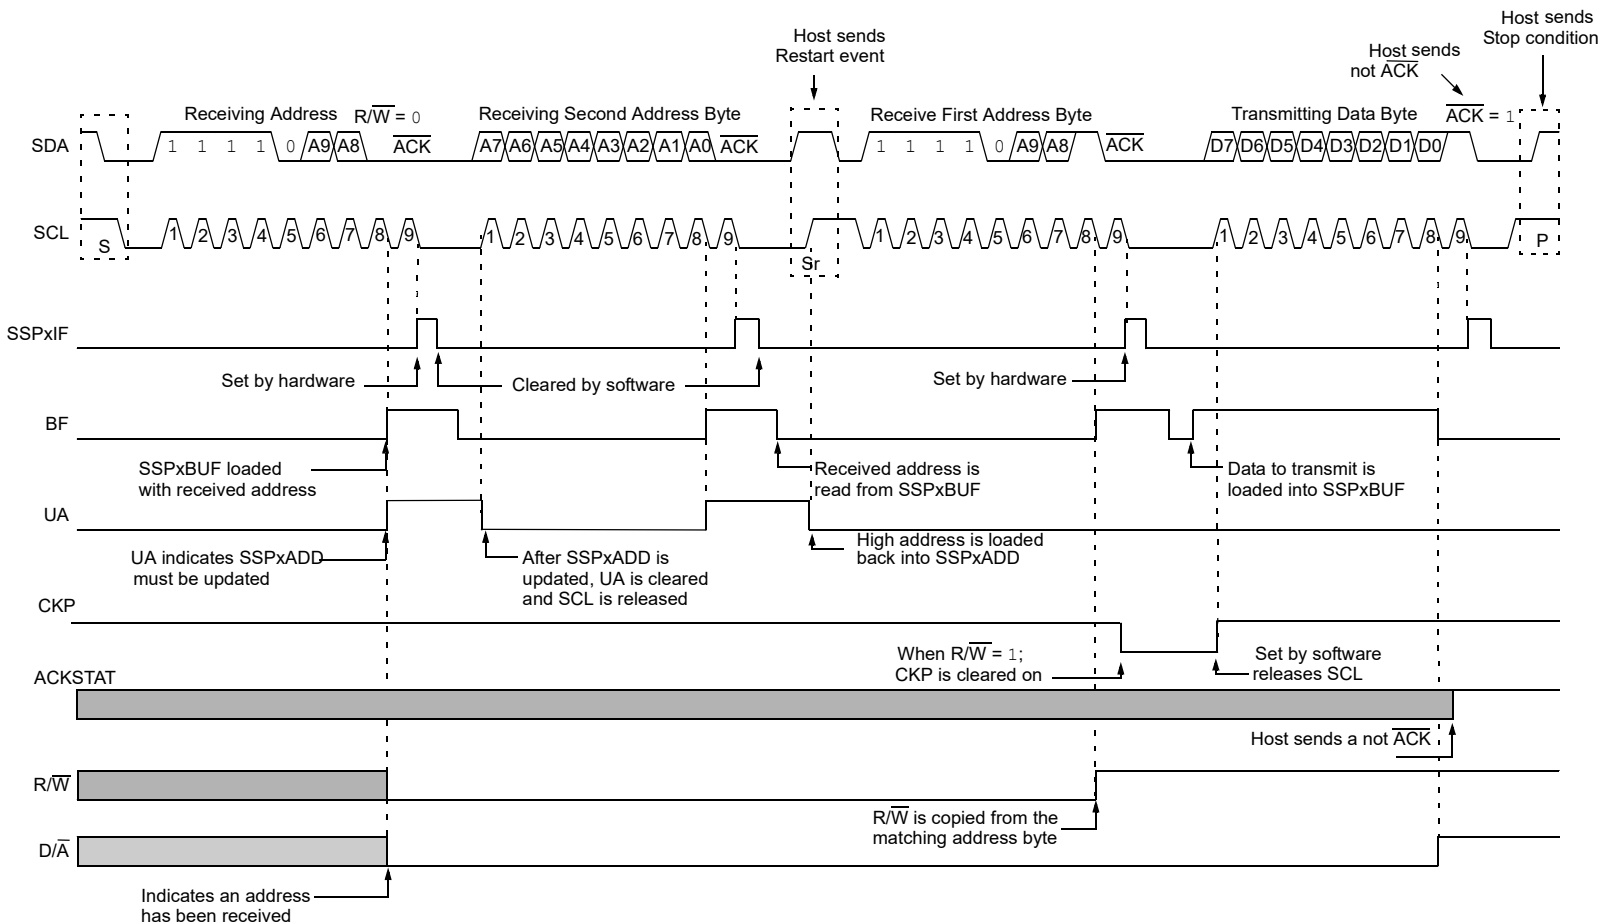 Host sends
Stop condition
Host sends
Restart event
Host sends
not ACK
Receiving Address R/W = 0
Receiving Second Address Byte
Receive First Address Byte
Transmitting Data Byte
ACK = 1
SDA
1 1 1 1 0 A9 A8 ACK
A7 A6 A5 A4 A3 A2 A1 A0 ACK
1 1 1 1 0 A9 A8 ACK
D7 D6 D5 D4 D3 D2 D1 D0
SCL
S
1 2 3 4 5 6 7 8 9
1 2 3 4 5 6 7 8 9
Sr
1 2 3 4 5 6 7 8 9
1 2 3 4 5 6 7 8 9
P
SSPxIF
Set by hardware
Cleared by software
Set by hardware
BF
SSPxBUF loaded
with received address
Received address is
read from SSPxBUF
Data to transmit is
loaded into SSPxBUF
UA
UA indicates SSPxADD
must be updated
After SSPxADD is
updated, UA is cleared
and SCL is released
High address is loaded
back into SSPxADD
CKP
When R/W = 1;
CKP is cleared on
Set by software
releases SCL
ACKSTAT
Host sends a not ACK
R/W
R/W is copied from the
matching address byte
D/A
Indicates an address
has been received